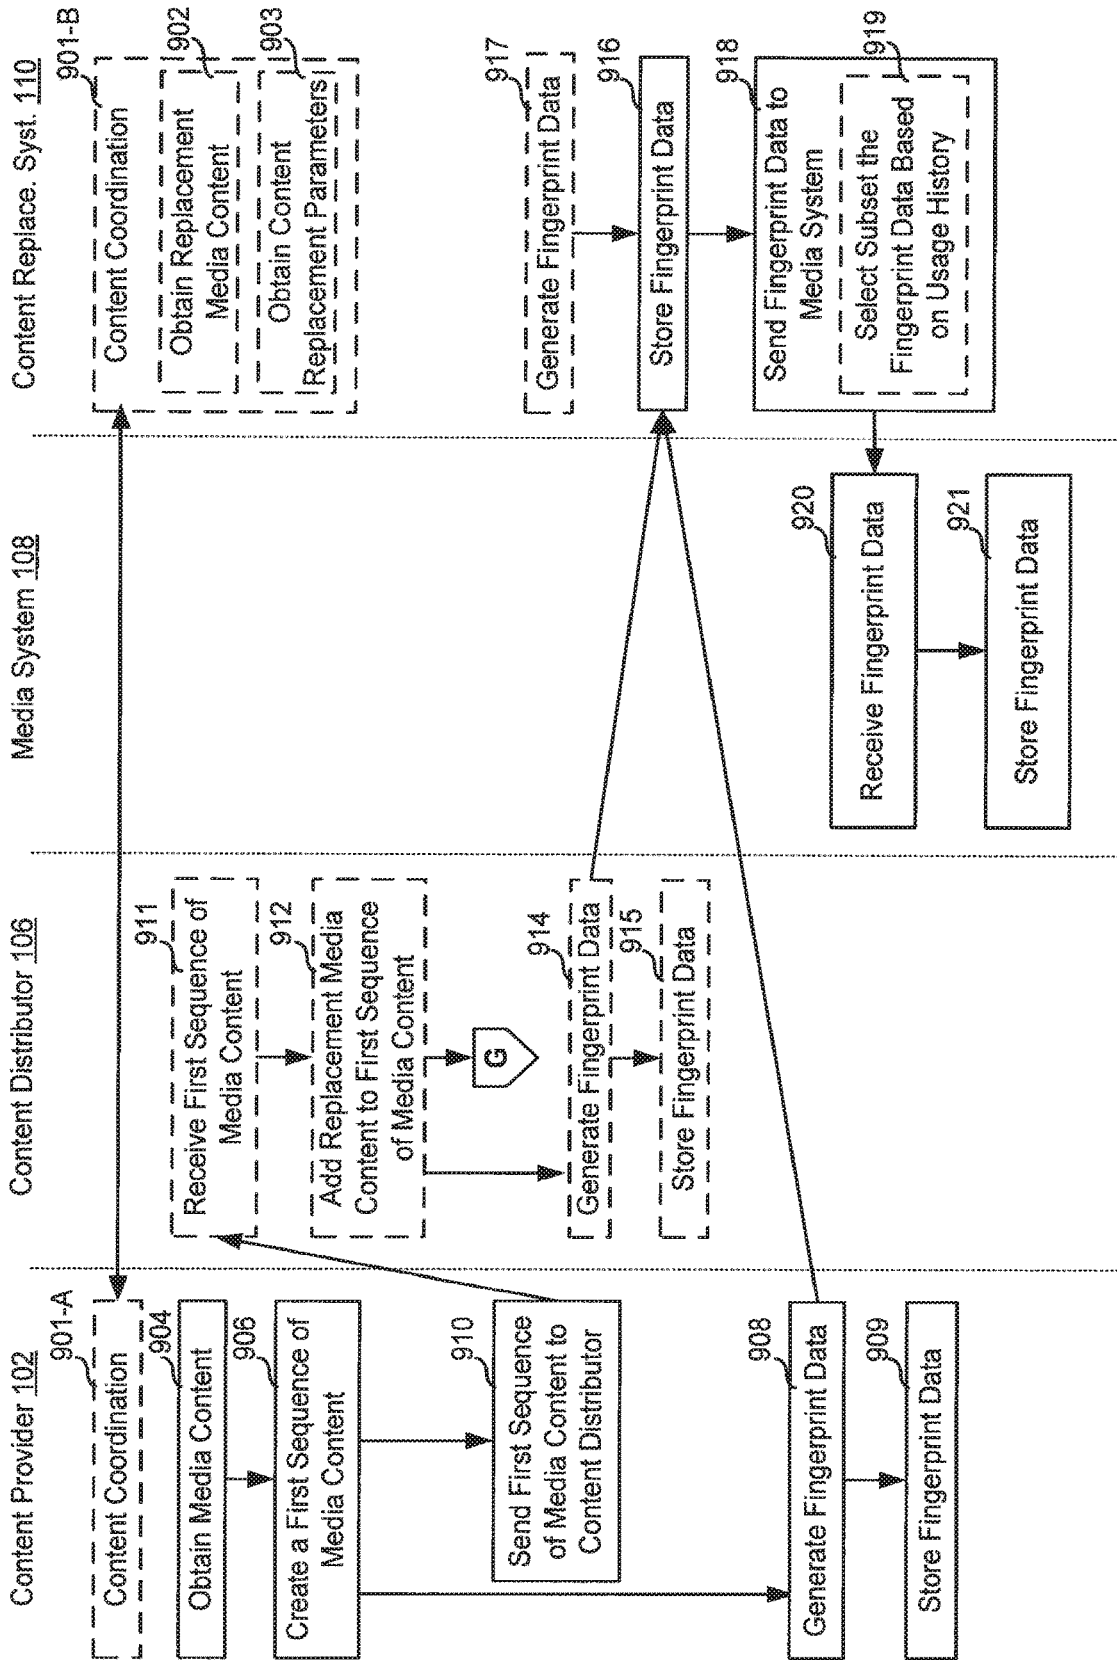 Content Provider 102
901-A
Content Coordination
904
Obtain Media Content
906
Create a First Sequence of
Media Content
910
Send First Sequence
of Media Content to
Content Distributor
908
Generate Fingerprint Data
909
Store Fingerprint Data
Content Distributor 106
911
Receive First Sequence of
Media Content
912
Add Replacement Media
Content to First Sequence
of Media Content
G
914
Generate Fingerprint Data
915
Store Fingerprint Data
Media System 108
920
Receive Fingerprint Data
921
Store Fingerprint Data
Content Replace. Syst. 110
901-B
Content Coordination
902
Obtain Replacement
Media Content
903
Obtain Content
Replacement Parameters
917
Generate Fingerprint Data
916
Store Fingerprint Data
918
Send Fingerprint Data to
Media System
919
Select Subset the
Fingerprint Data Based
on Usage History